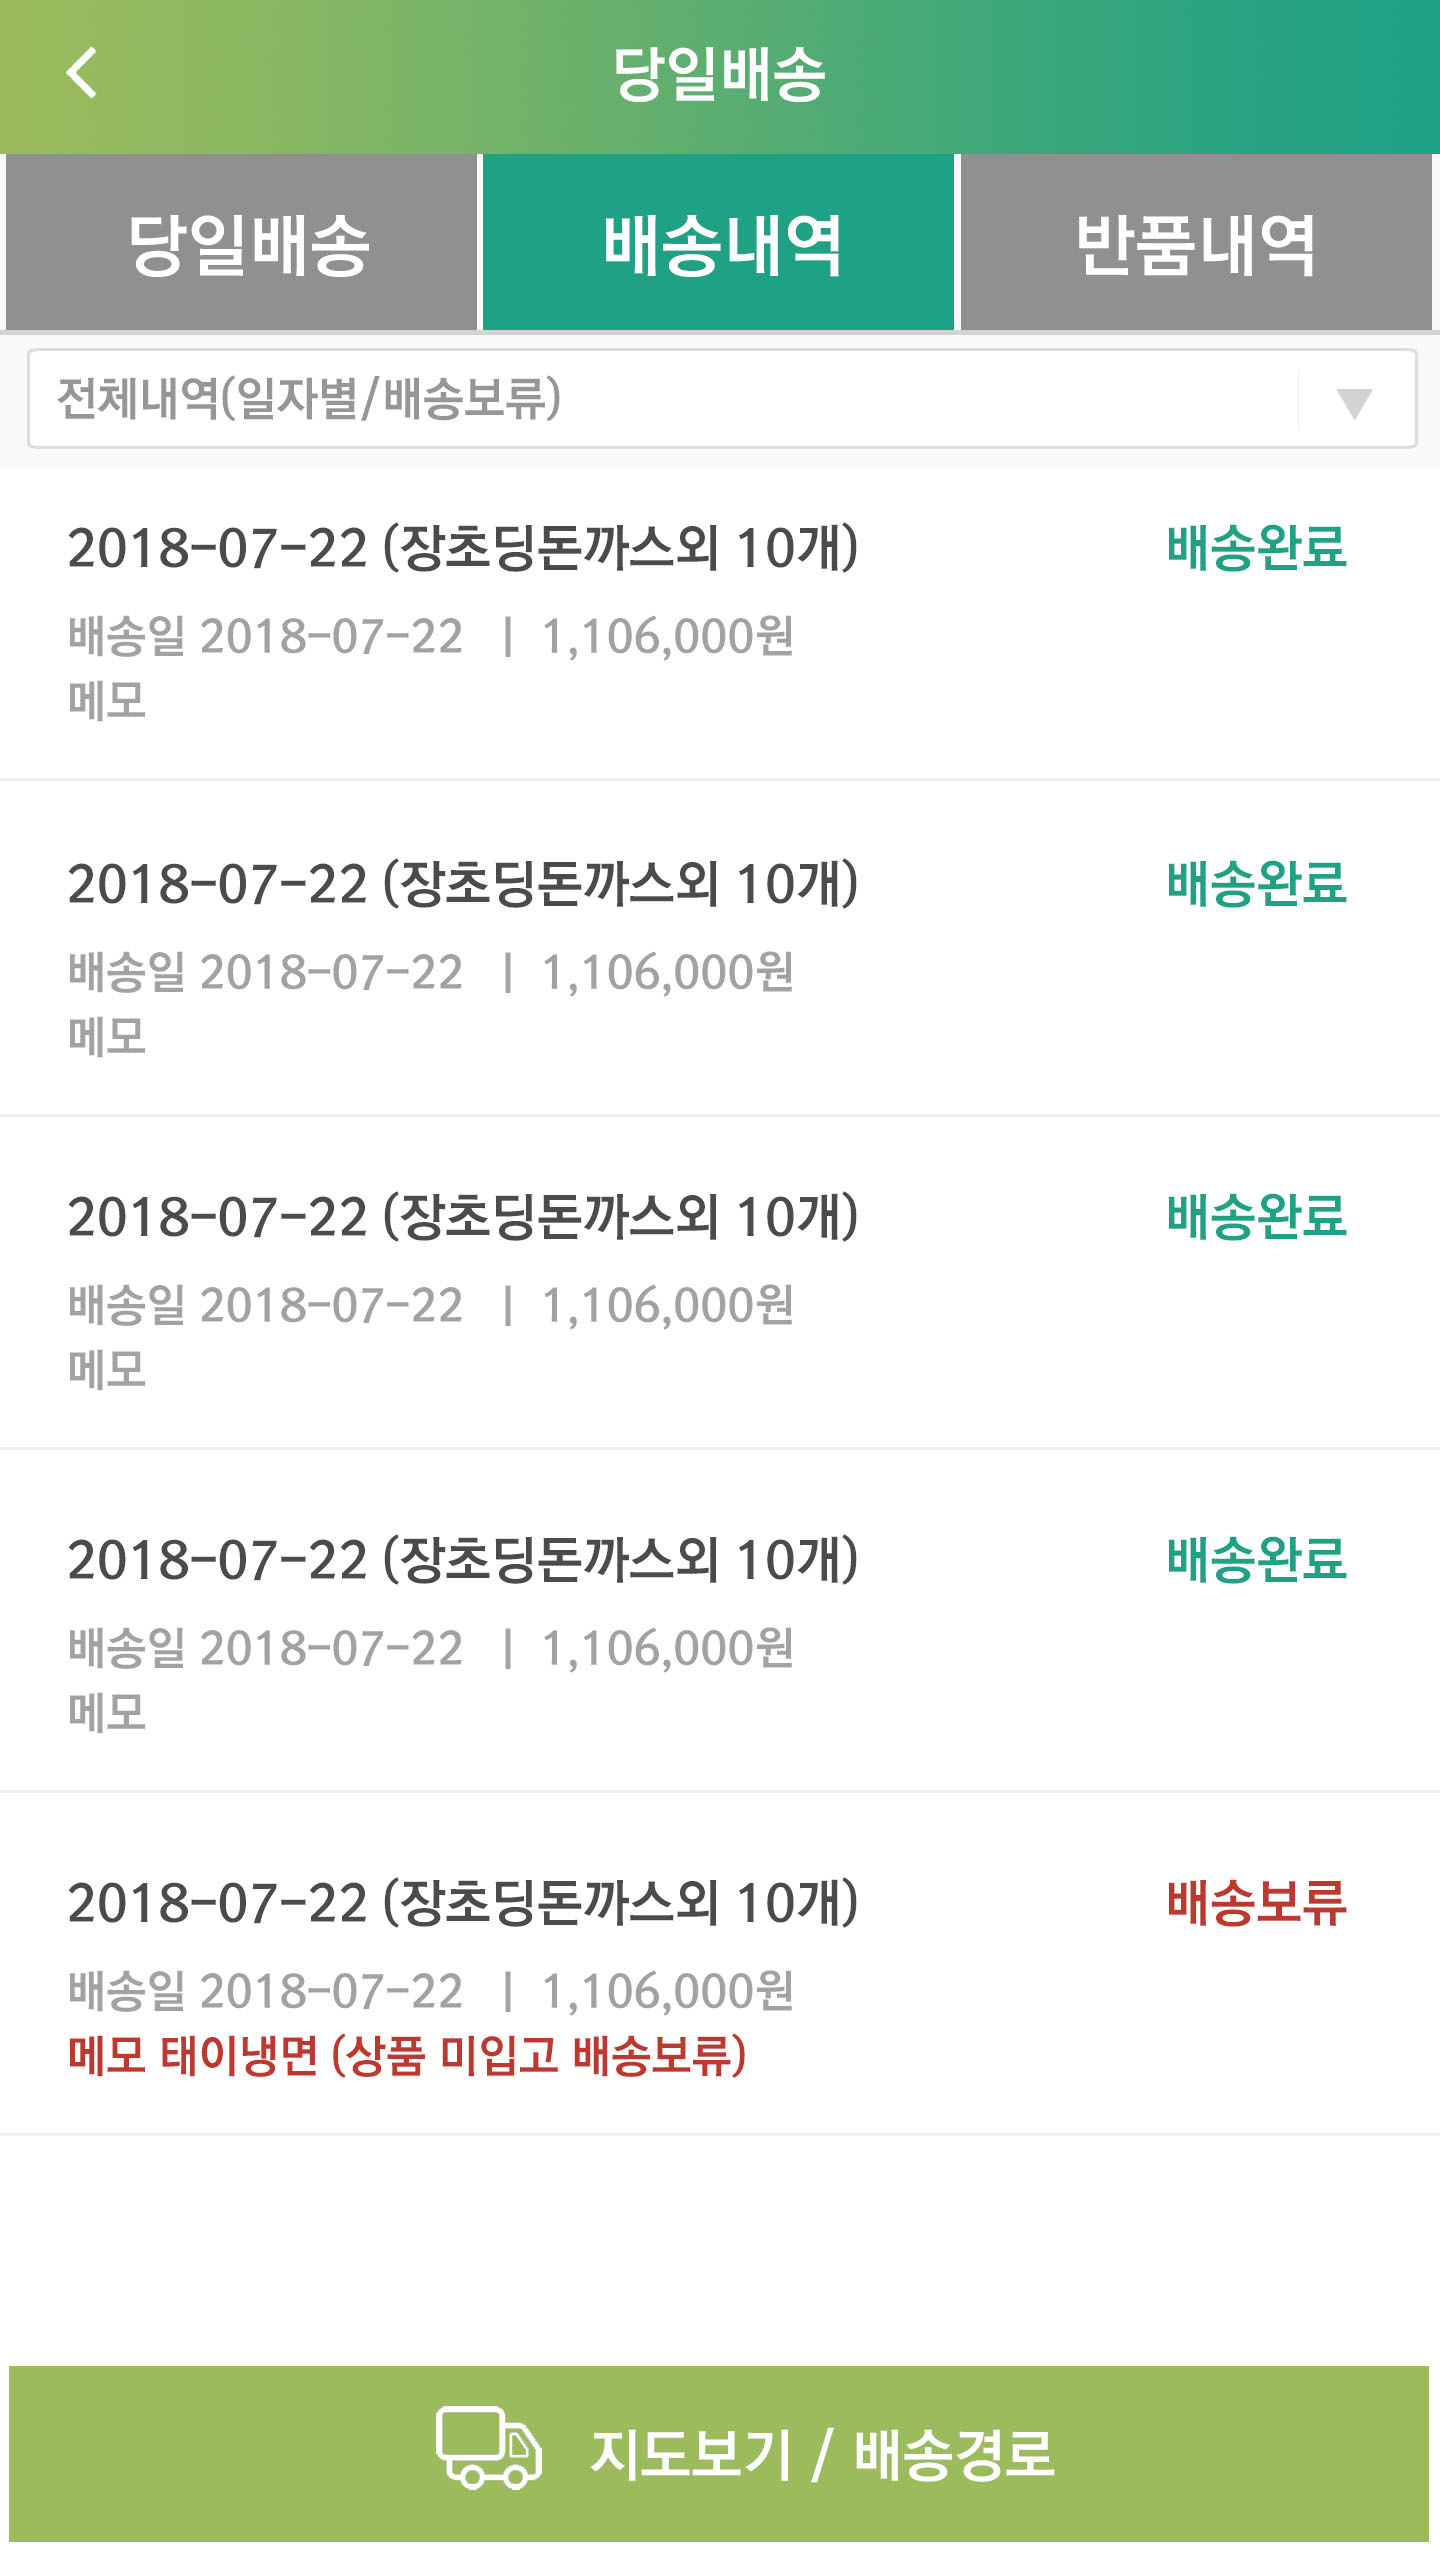 당일배송
당일배송 배송내역 반품내역
전체내역(일자별/배송보류)
2018-07-22 (장초딩돈까스외 10개) 배송완료
배송일 2018-07-22 | 1,106,000원
메모
2018-07-22 (장초딩돈까스외 10개) 배송완료
배송일 2018-07-22 | 1,106,000원
메모
2018-07-22 (장초딩돈까스외 10개) 배송완료
배송일 2018-07-22 | 1,106,000원
메모
2018-07-22 (장초딩돈까스외 10개) 배송완료
배송일 2018-07-22 | 1,106,000원
메모
2018-07-22 (장초딩돈까스외 10개) 배송보류
배송일 2018-07-22 | 1,106,000원
메모 태이냉면 (상품 미입고 배송보류)
지도보기 / 배송경로